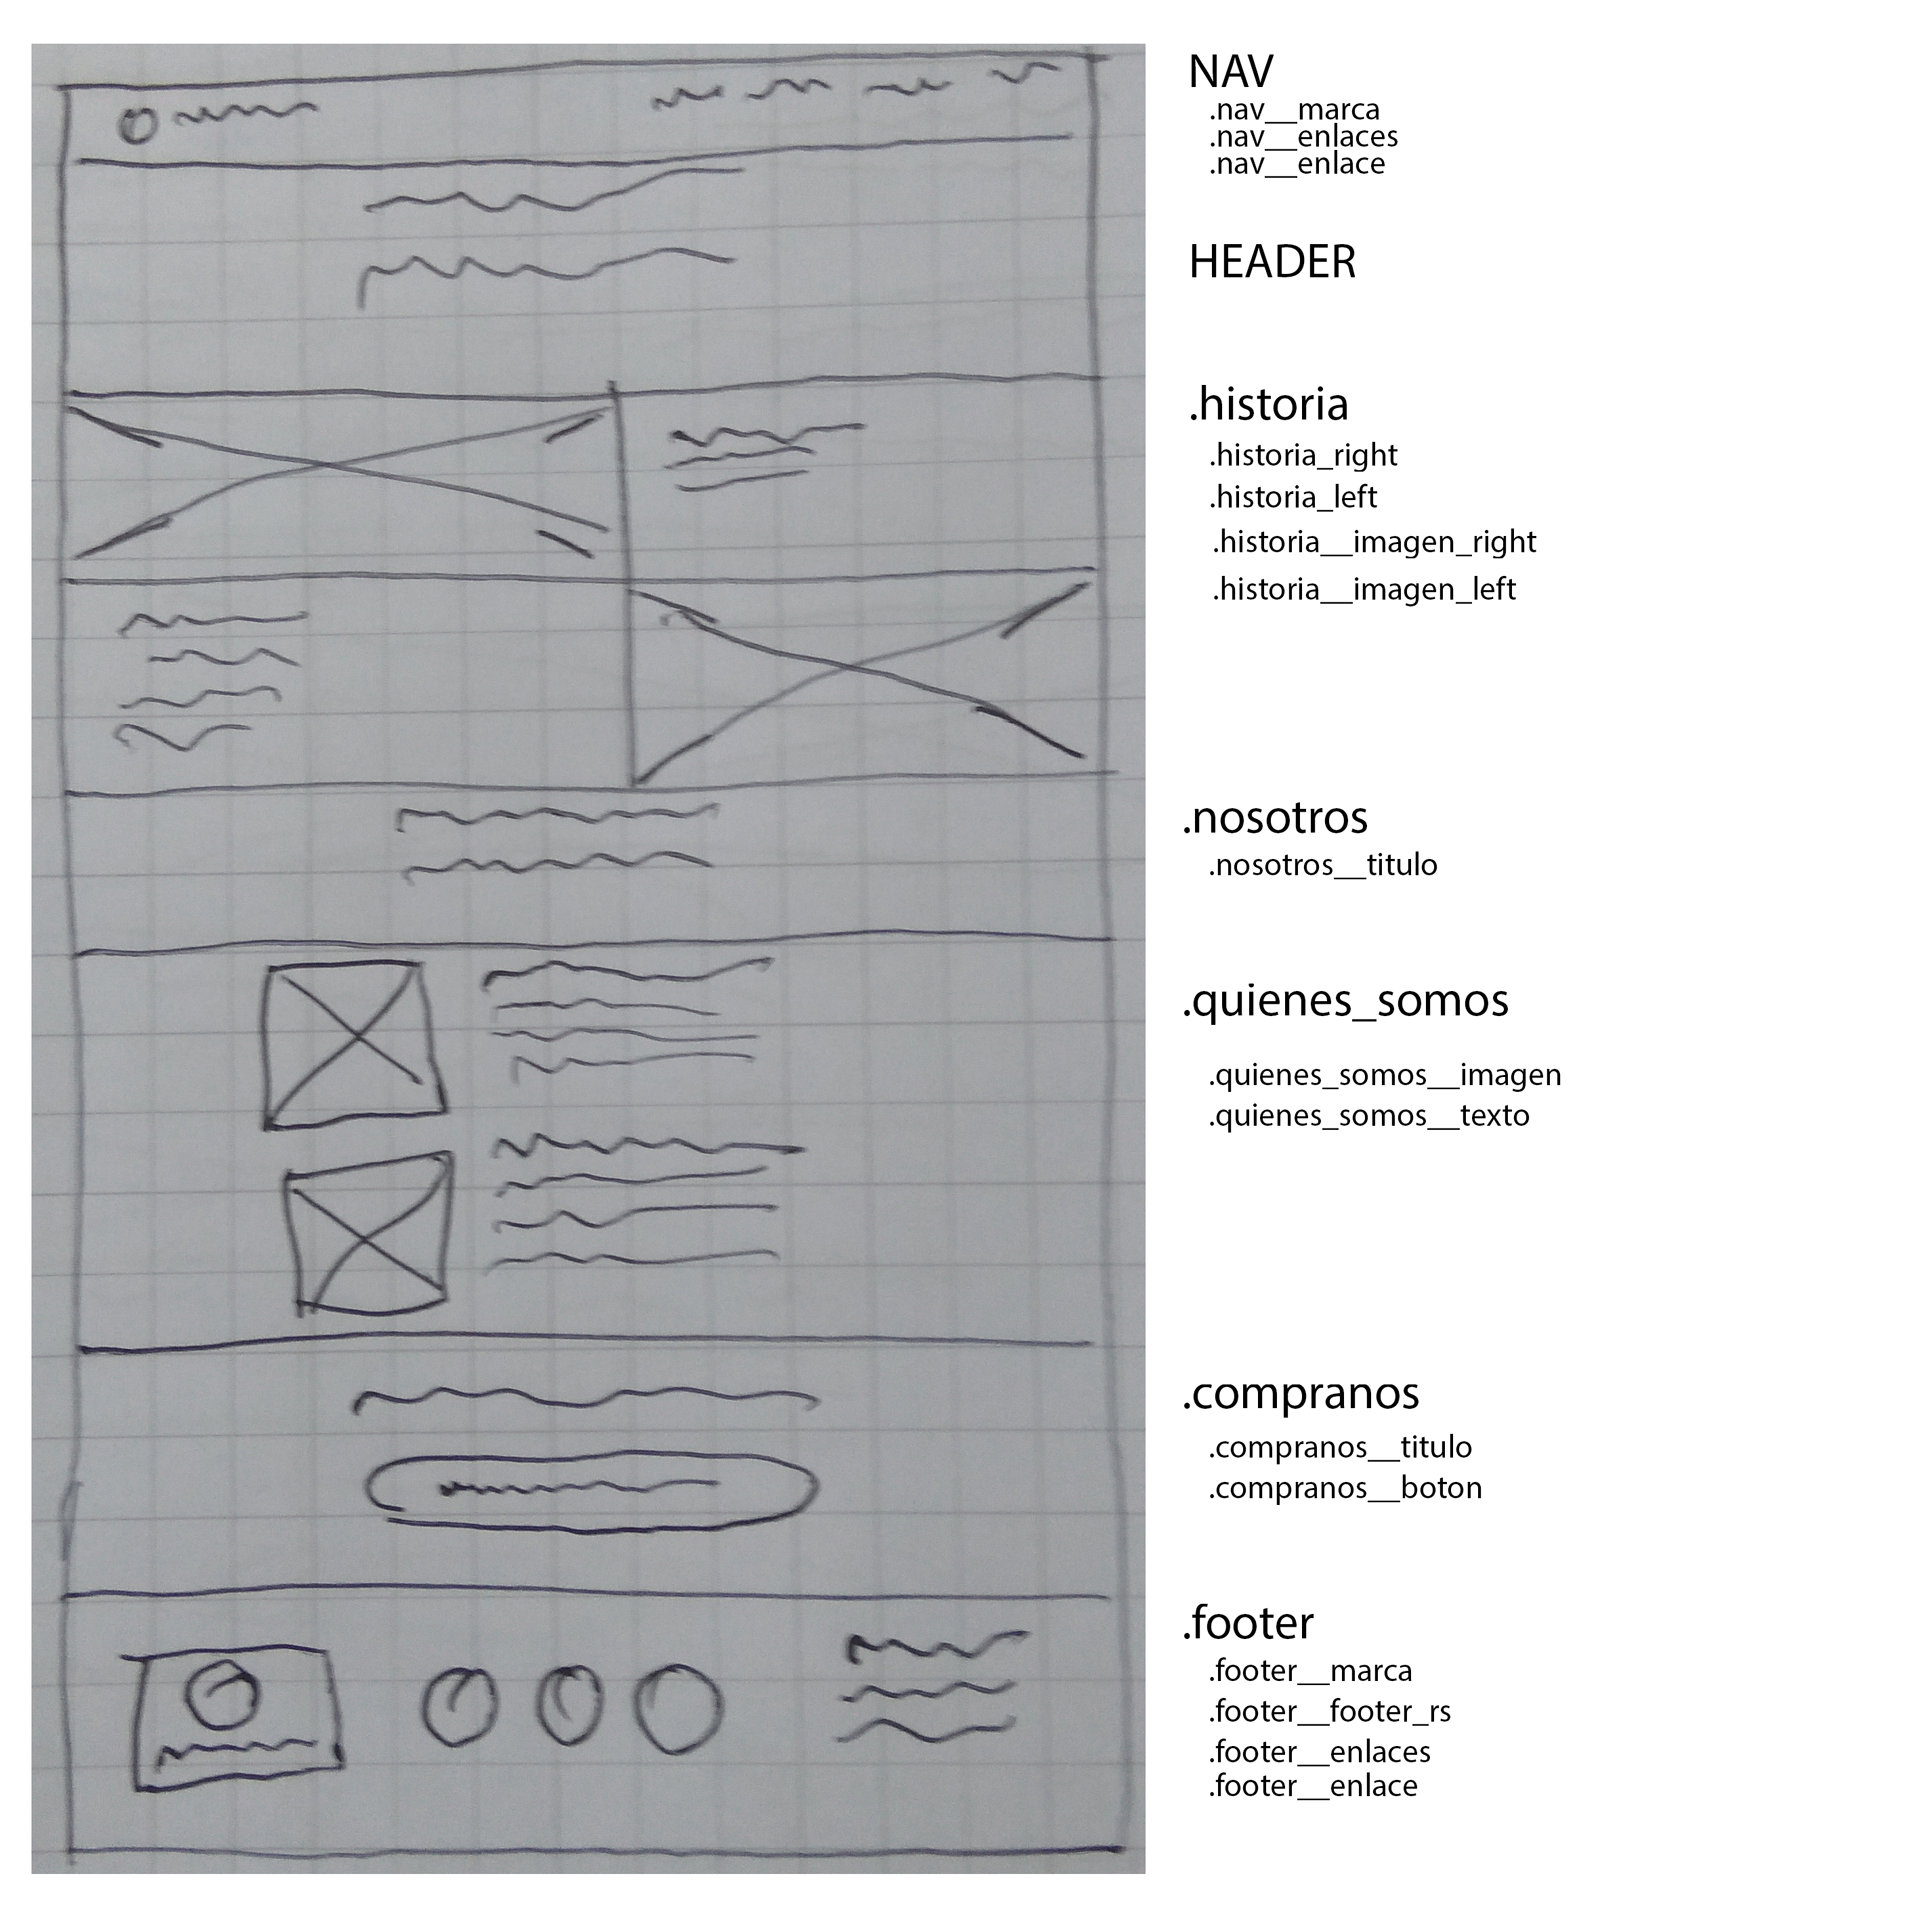 NAV
.nav__marca
.nav__enlaces
.nav__enlace
HEADER
.historia
.historia_right
.historia_left
.historia__imagen_right
.historia__imagen_left
.nosotros
.nosotros__titulo
.quienes_somos
.quienes_somos__imagen
.quienes_somos__texto
.compranos
.compranos__titulo
.compranos__boton
.footer
.footer__marca
.footer__footer_rs
.footer__enlaces
.footer__enlace